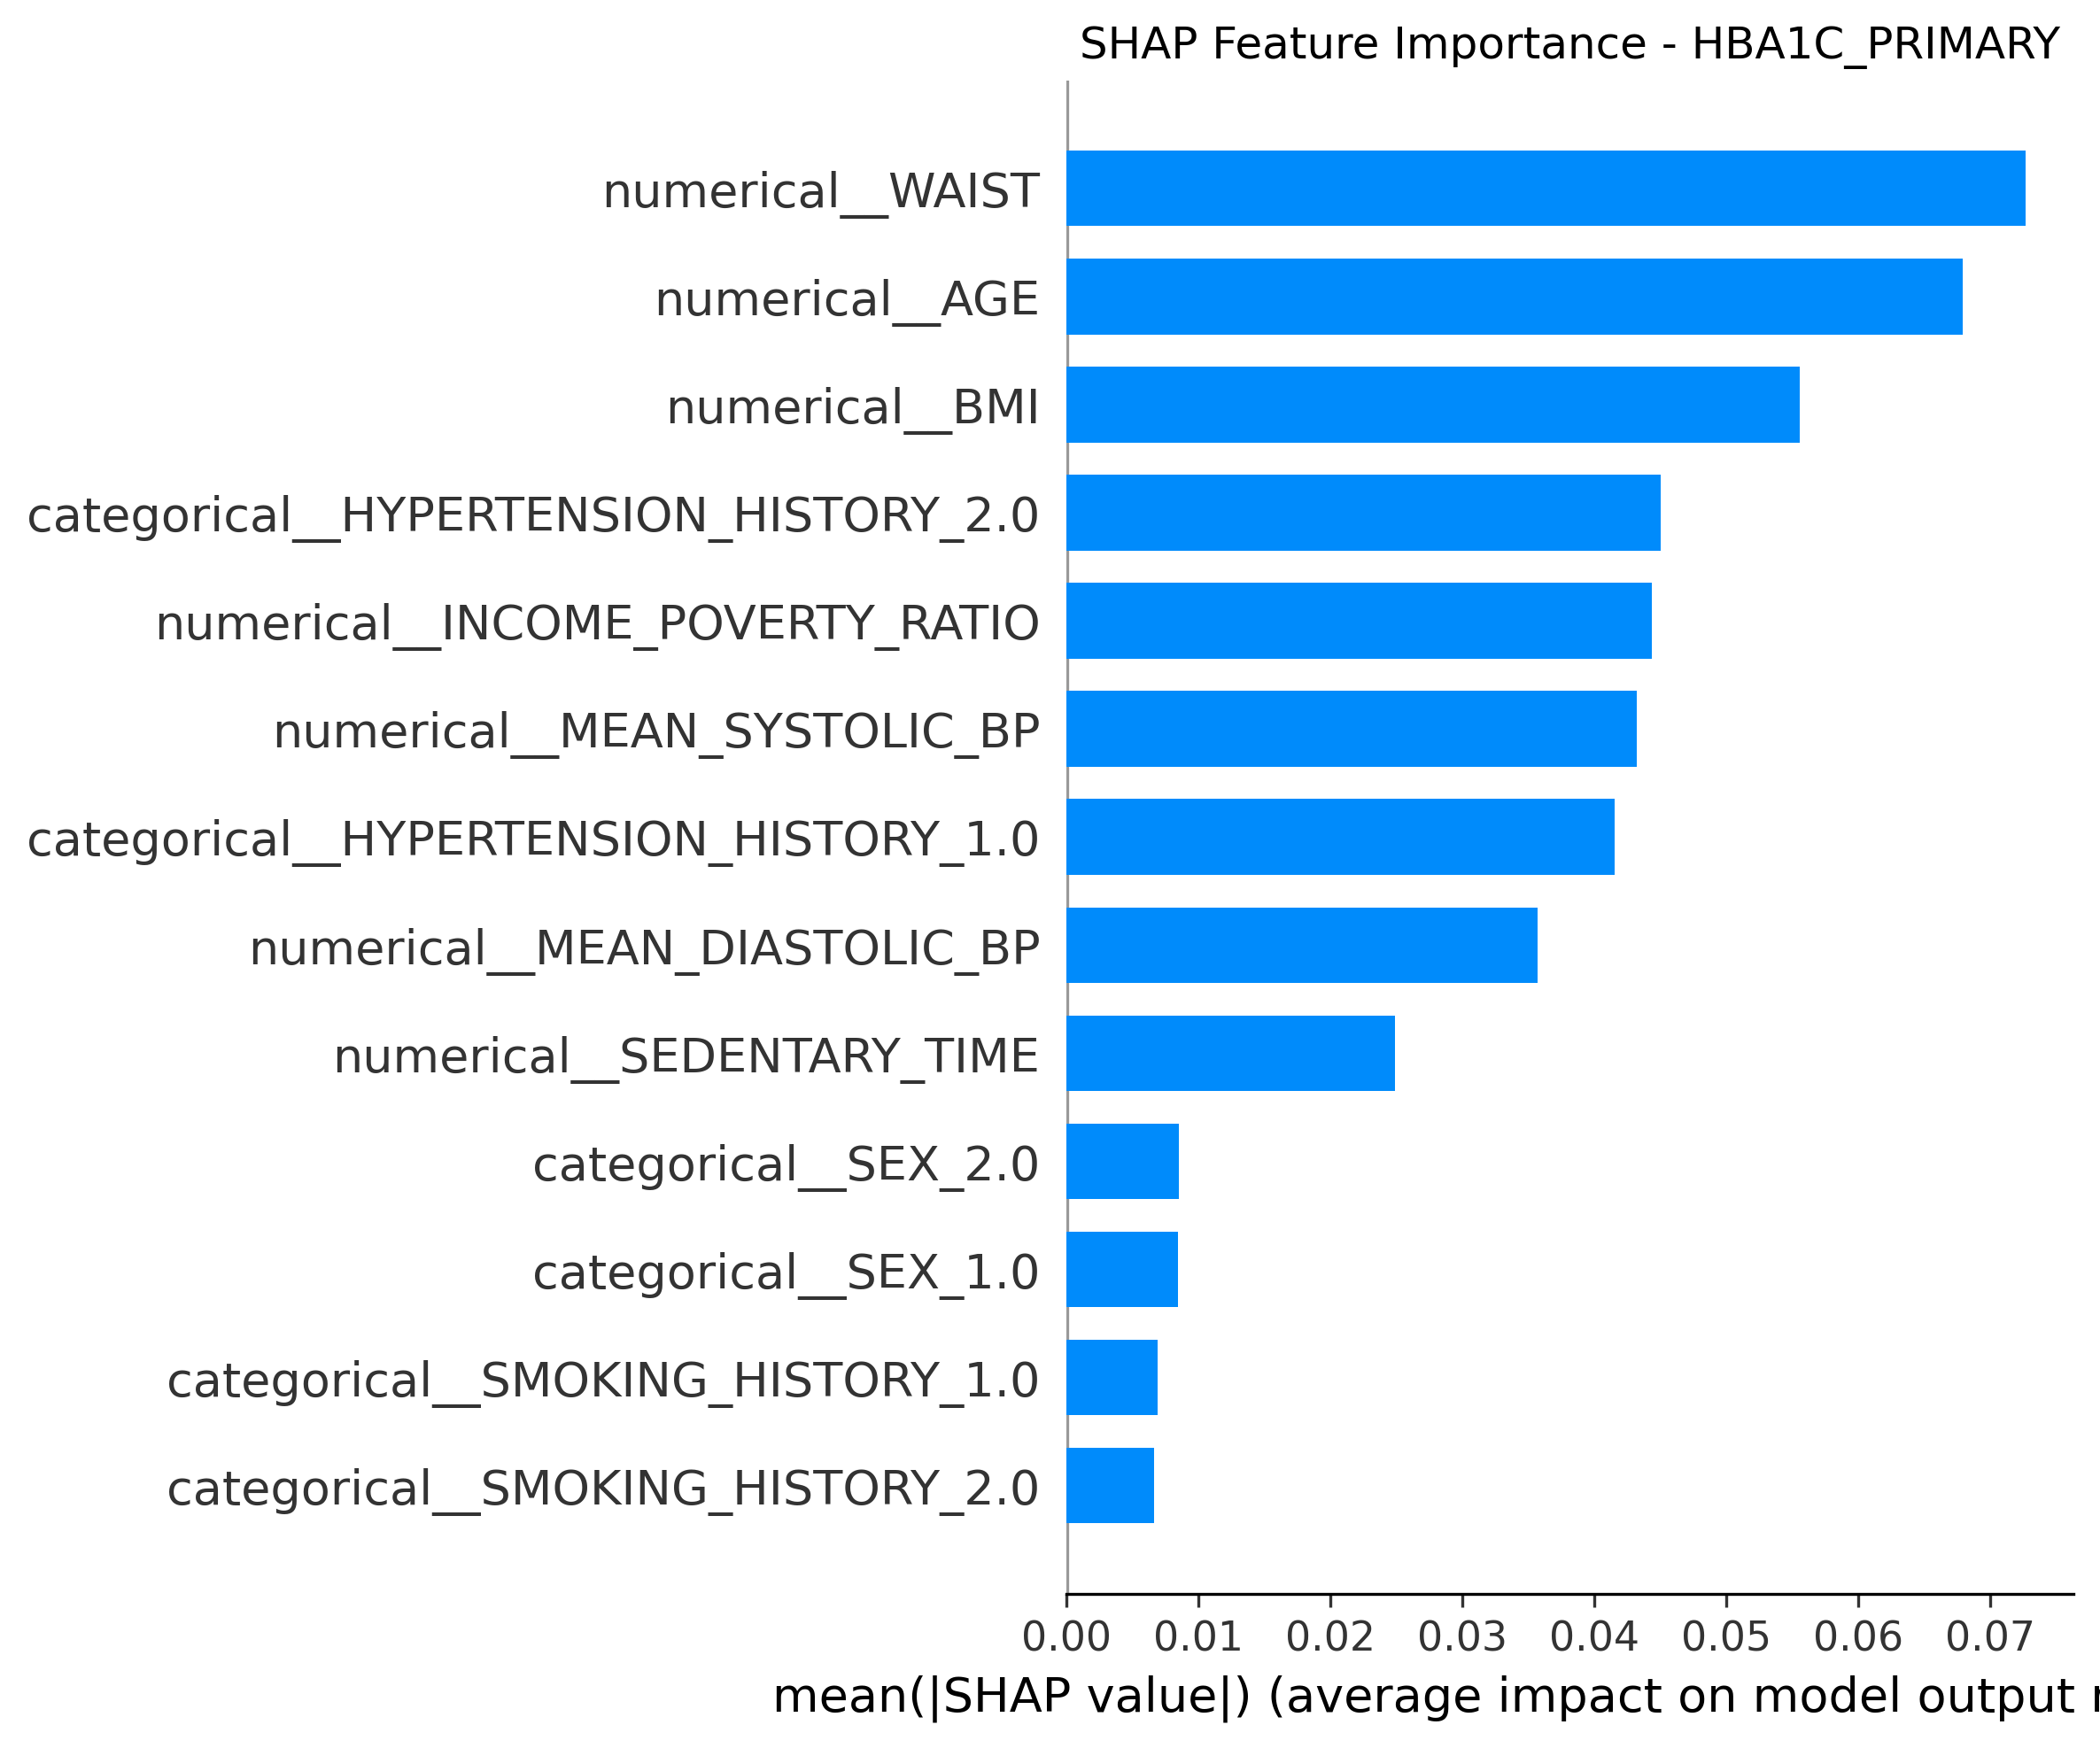 SHAP Feature Importance - HBA1C_PRIMARY
numerical__WAIST
numerical__AGE
numerical__BMI
categorical__HYPERTENSION_HISTORY_2.0
numerical__INCOME_POVERTY_RATIO
numerical__MEAN_SYSTOLIC_BP
categorical__HYPERTENSION_HISTORY_1.0
numerical__MEAN_DIASTOLIC_BP
numerical__SEDENTARY_TIME
categorical__SEX_2.0
categorical__SEX_1.0
categorical__SMOKING_HISTORY_1.0
categorical__SMOKING_HISTORY_2.0
0.00 0.01 0.02 0.03 0.04 0.05 0.06 0.07
mean(|SHAP value|) (average impact on model output